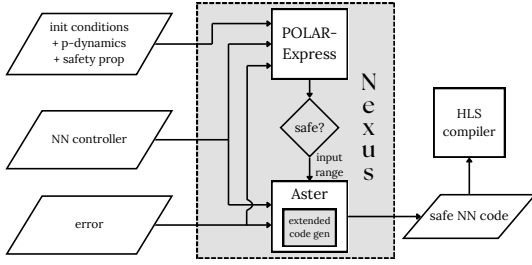 init conditions
+ p-dynamics
+ safety prop
POLAR-
Express
NN controller
safe?
input
range
Nexus
HLS
compiler
error
Aster
extended
code gen
safe NN code